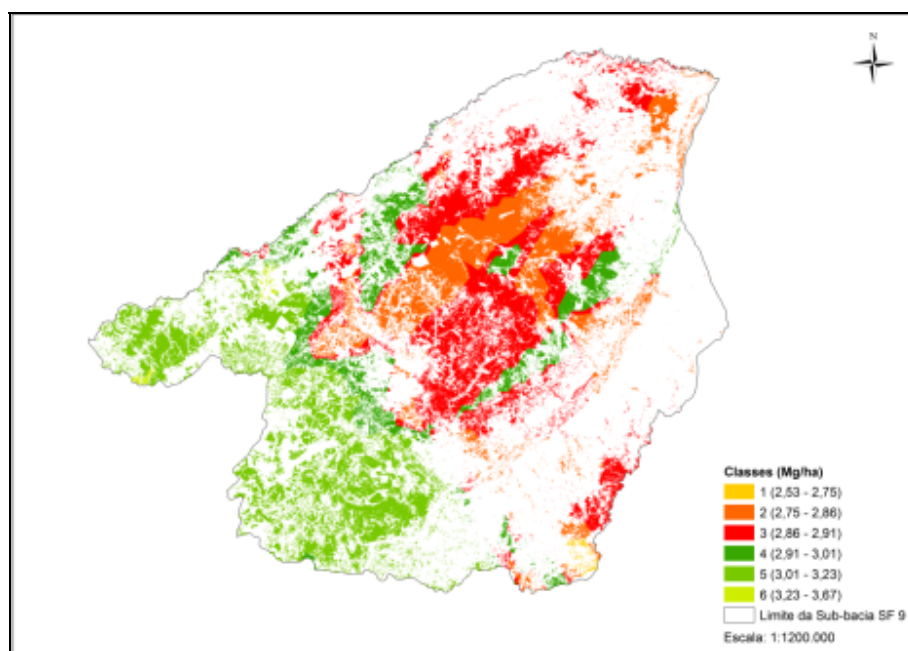 N
Classes (Mg/ha)
1 (2,53 - 2,75)
2 (2,75 - 2,86)
3 (2,86 - 2,91)
4 (2,91 - 3,01)
5 (3,01 - 3,23)
6 (3,23 - 3,67)
Limite da Sub-bacia SF 9
Escala: 1:1200.000